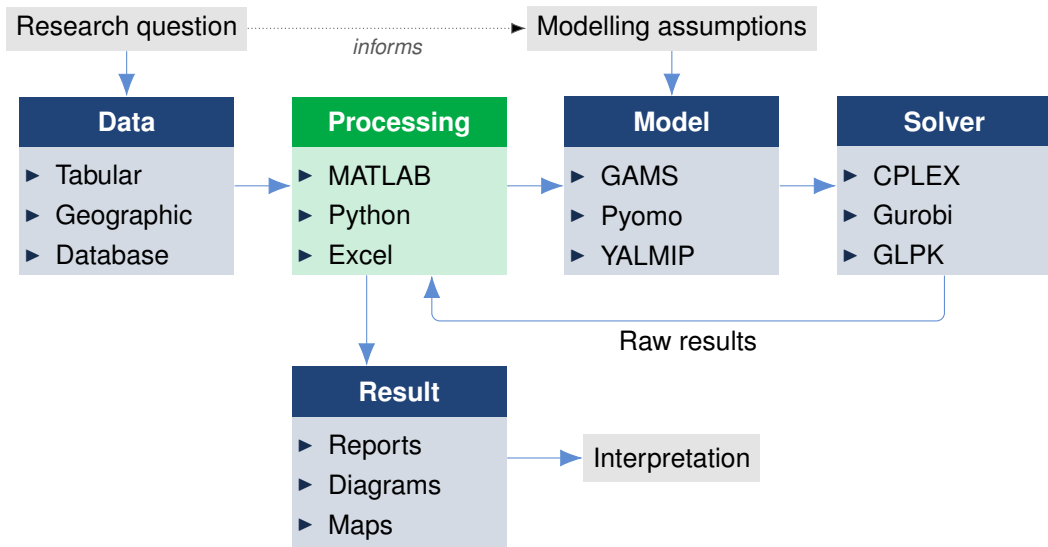 Research question
informs
Modelling assumptions
Data
Tabular
Geographic
Database
Processing
MATLAB
Python
Excel
Model
GAMS
Pyomo
YALMIP
Solver
CPLEX
Gurobi
GLPK
Raw results
Result
Reports
Diagrams
Maps
Interpretation